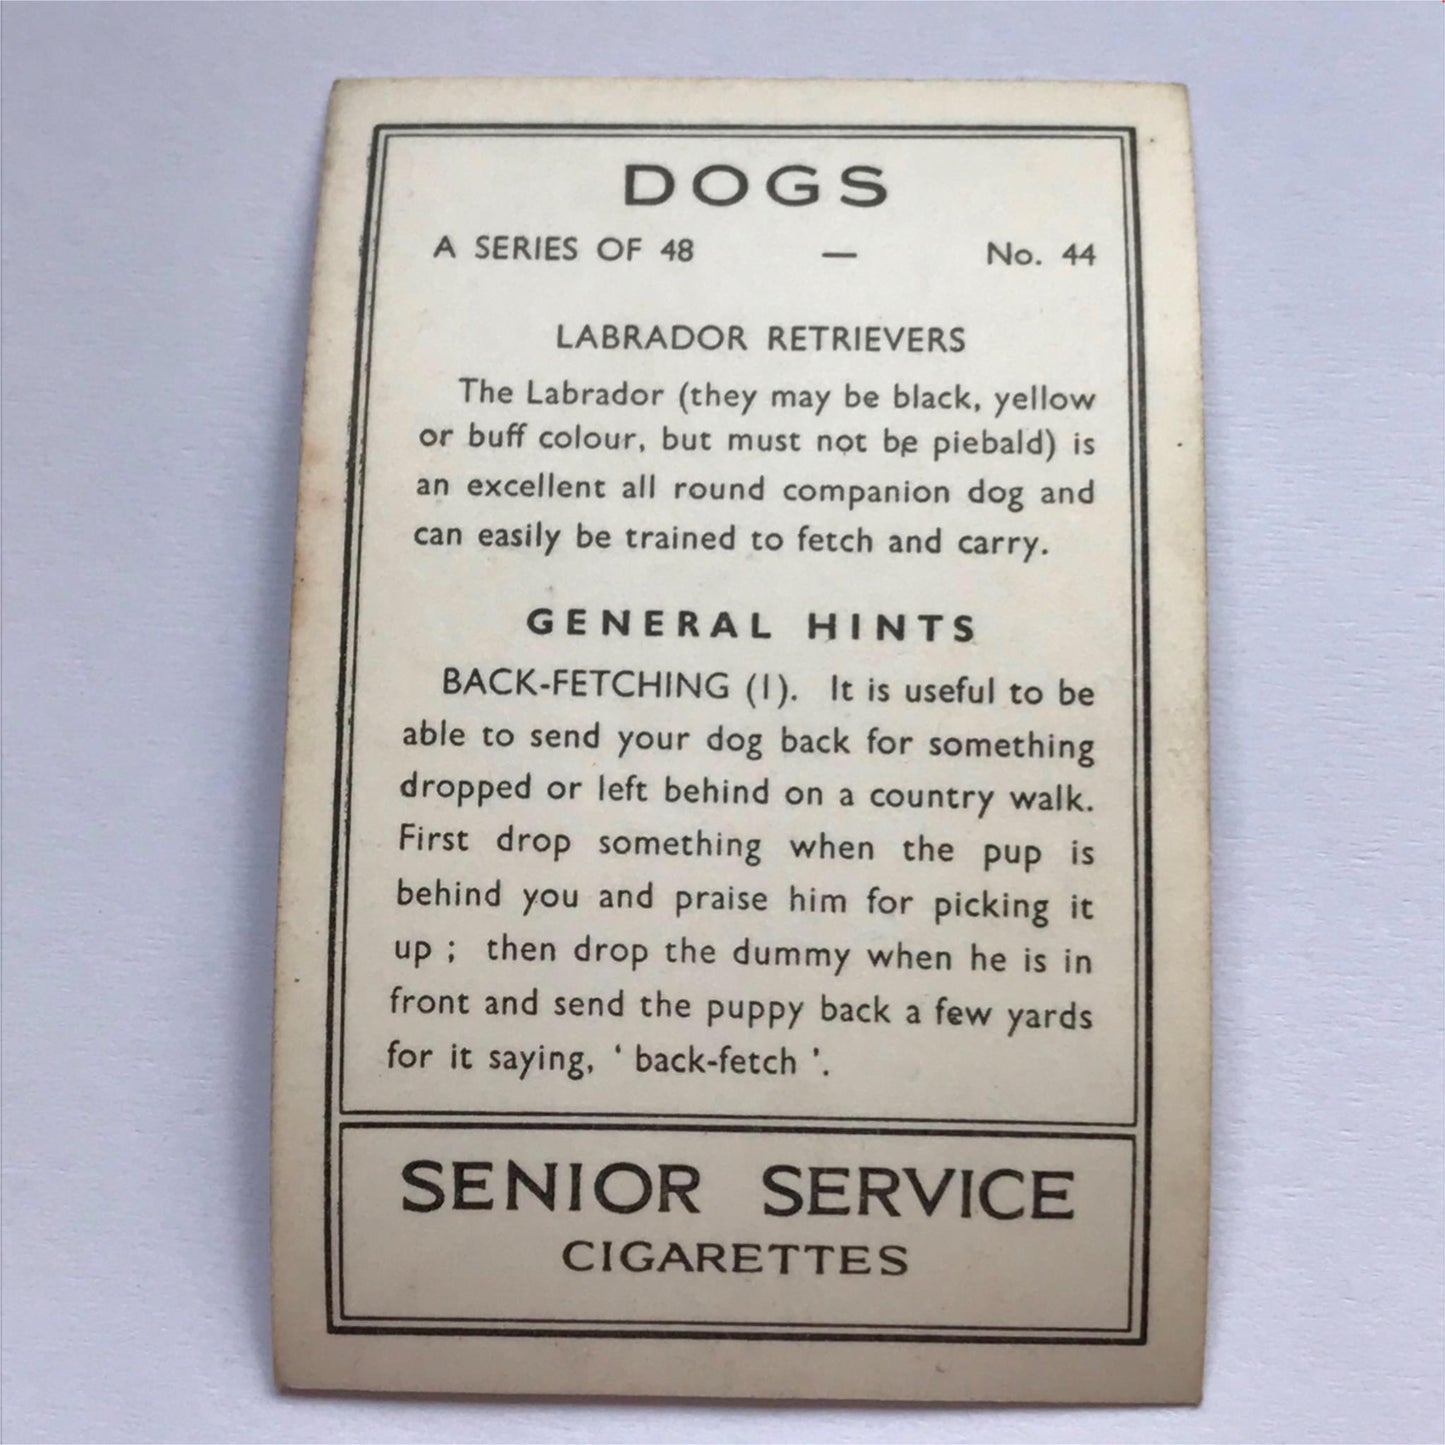 DOGS
A SERIES OF 48 — No. 44
LABRADOR RETRIEVERS
The Labrador (they may be black, yellow
or buff colour, but must not be piebald) is
an excellent all round companion dog and
can easily be trained to fetch and carry.
GENERAL HINTS
BACK-FETCHING (1). It is useful to be
able to send your dog back for something
dropped or left behind on a country walk.
First drop something when the pup is
behind you and praise him for picking it
up ; then drop the dummy when he is in
front and send the puppy back a few yards
for it saying, ‘ back-fetch ’.
SENIOR SERVICE
CIGARETTES